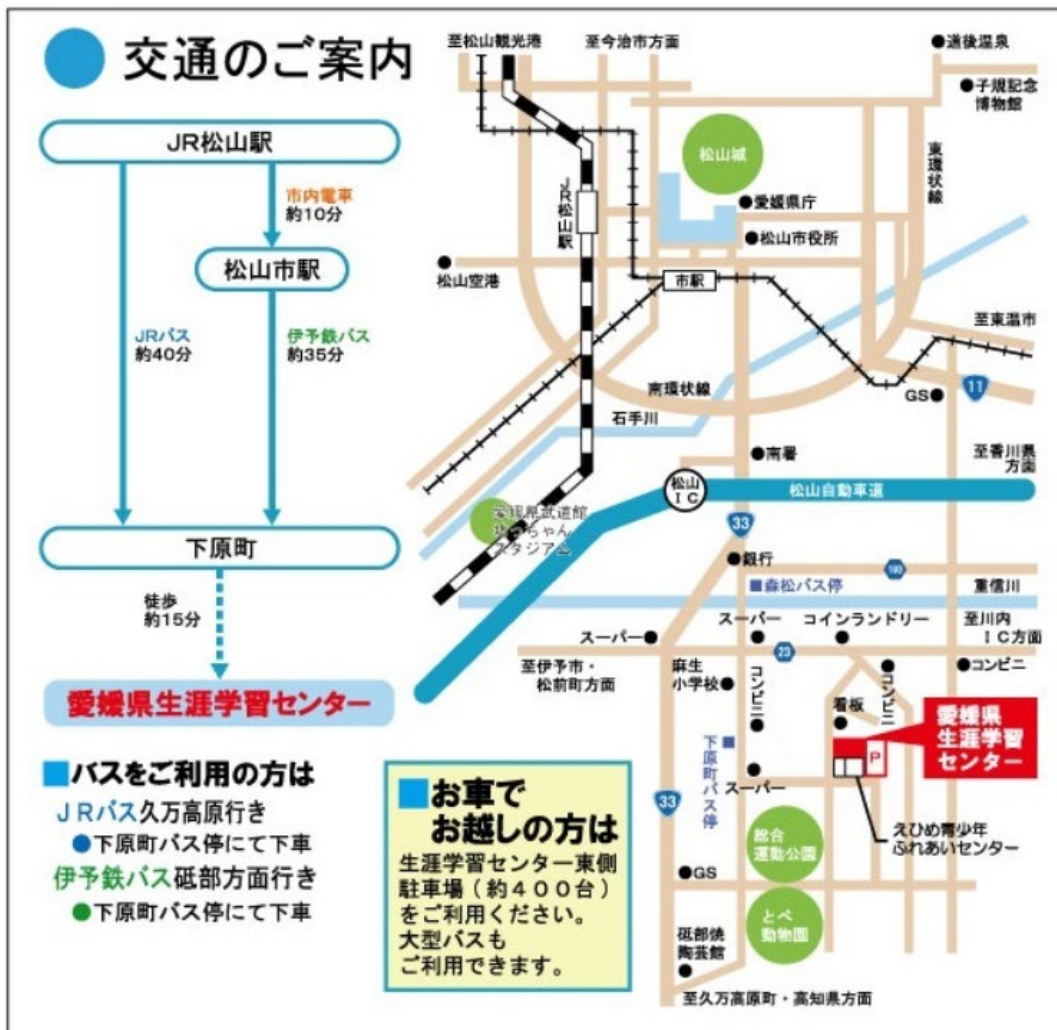 交通のご案内
JR松山駅
市内電車
約10分
松山市駅
JRバス
約40分
伊予鉄バス
約35分
下原町
徒歩
約15分
愛媛県生涯学習センター
■バスをご利用の方は
JRバス久万高原行き
●下原町バス停にて下車
伊予鉄バス砥部方面行き
●下原町バス停にて下車
■お車で
お越しの方は
生涯学習センター東側
駐車場(約400台)
をご利用ください。
大型バスも
ご利用できます。
至松山観光港
至今治市方面
●道後温泉
●子規記念
博物館
松山城
東環状線
JR松山駅
●愛媛県庁
●松山市役所
松山空港
市駅
至東温市
南環状線
GS●
11
石手川
●南署
至香川県
方面
松山
IC
松山自動車道
愛媛県武道館
坊っちゃん
スタジアム
33
●銀行
193
■森松バス停
重信川
スーパー●
スーパー
コインランドリー
至川内
IC方面
23
至伊予市・
松前町方面
麻生
小学校●
コンビニ
コンビニ
●コンビニ
看板
愛媛県
生涯学習
センター
P
下原町バス停
スーパー
33
総合
運動公園
えひめ青少年
ふれあいセンター
●GS
とべ
動物園
砥部焼
陶芸館
至久万高原町・高知県方面